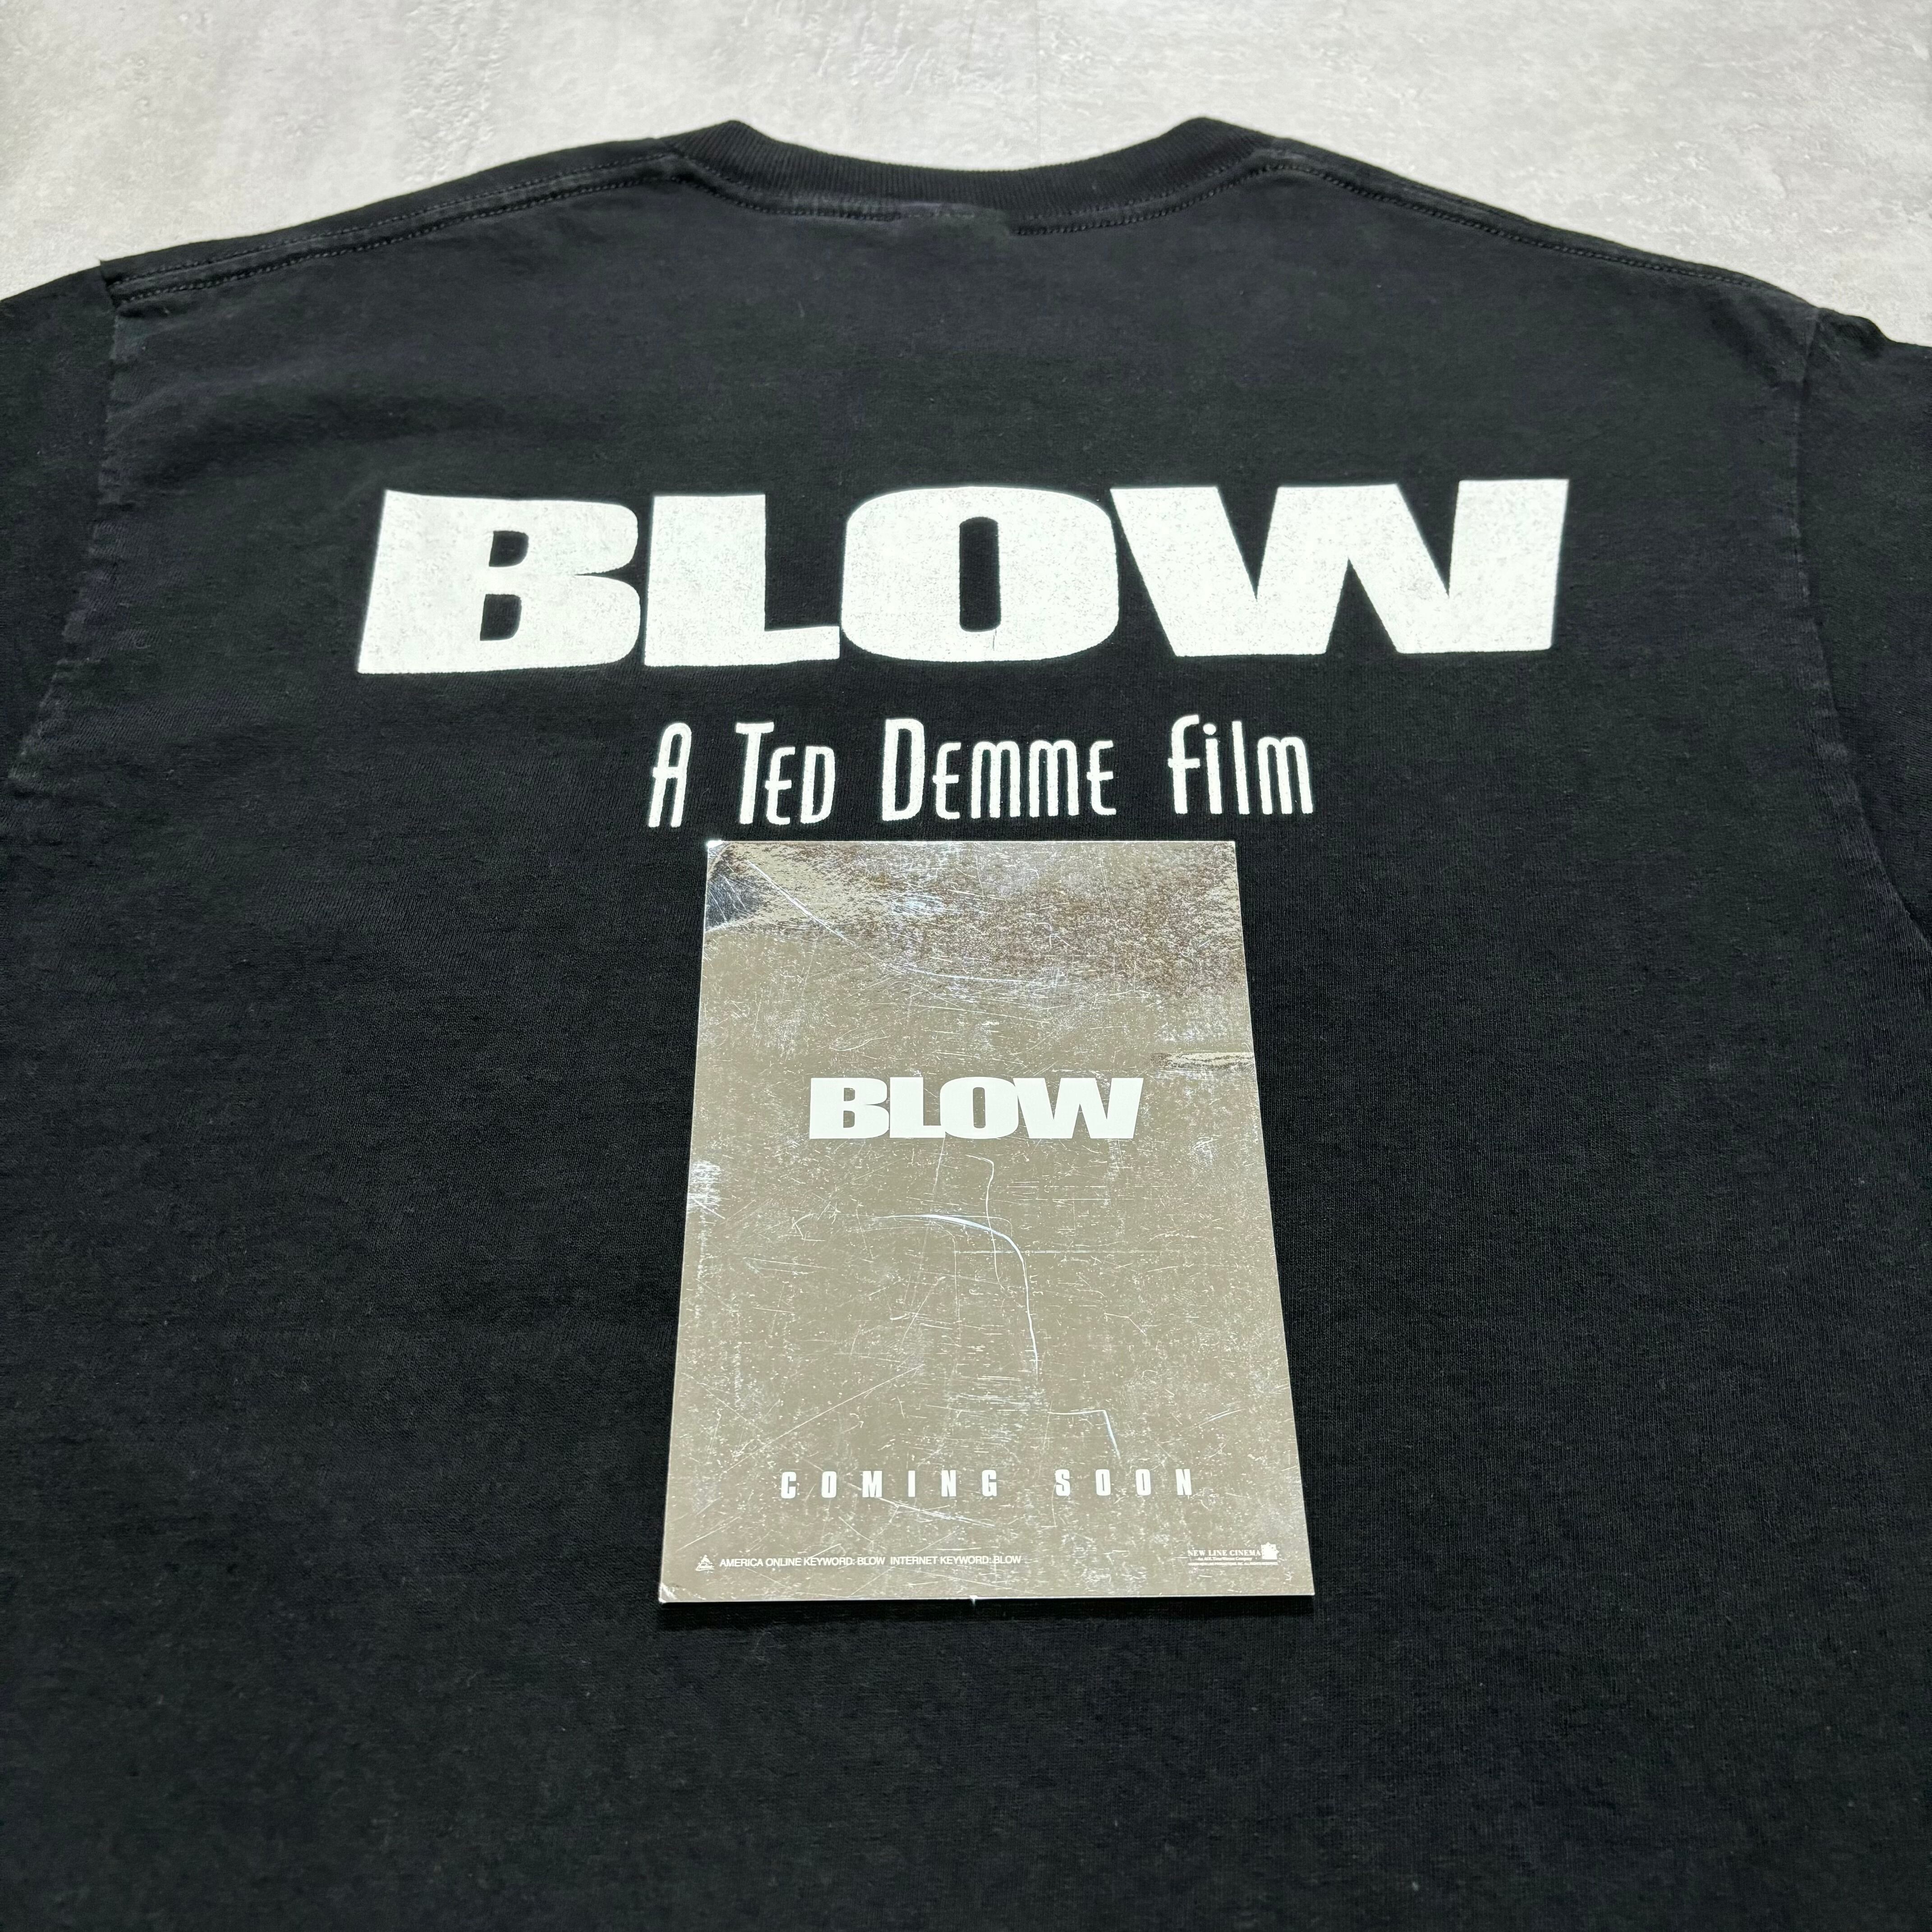 BLOW
A TED DEMME film
BLOW
COMING SOON
AMERICA ONLINE KEYWORD: BLOW INTERNET KEYWORD: BLOW
NEW LINE CINEMA